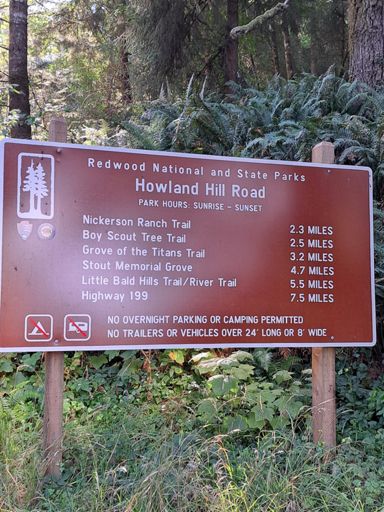 Redwood National and State Parks
Howland Hill Road
PARK HOURS: SUNRISE - SUNSET
Nickerson Ranch Trail 2.3 MILES
Boy Scout Tree Trail 2.5 MILES
Grove of the Titans Trail 3.2 MILES
Stout Memorial Grove 4.7 MILES
Little Bald Hills Trail/River Trail 5.5 MILES
Highway 199 7.5 MILES
NO OVERNIGHT PARKING OR CAMPING PERMITTED
NO TRAILERS OR VEHICLES OVER 24' LONG OR 8' WIDE